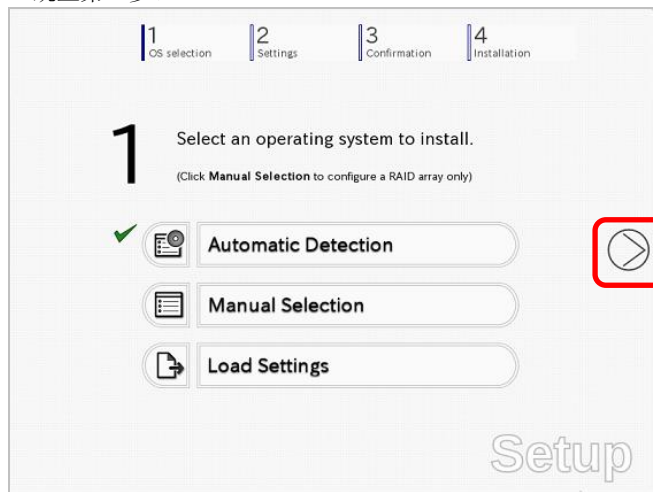 1
OS selection
2
Settings
3
Confirmation
4
Installation
1
Select an operating system to install.
(Click Manual Selection to configure a RAID array only)
Automatic Detection
Manual Selection
Load Settings
Setup